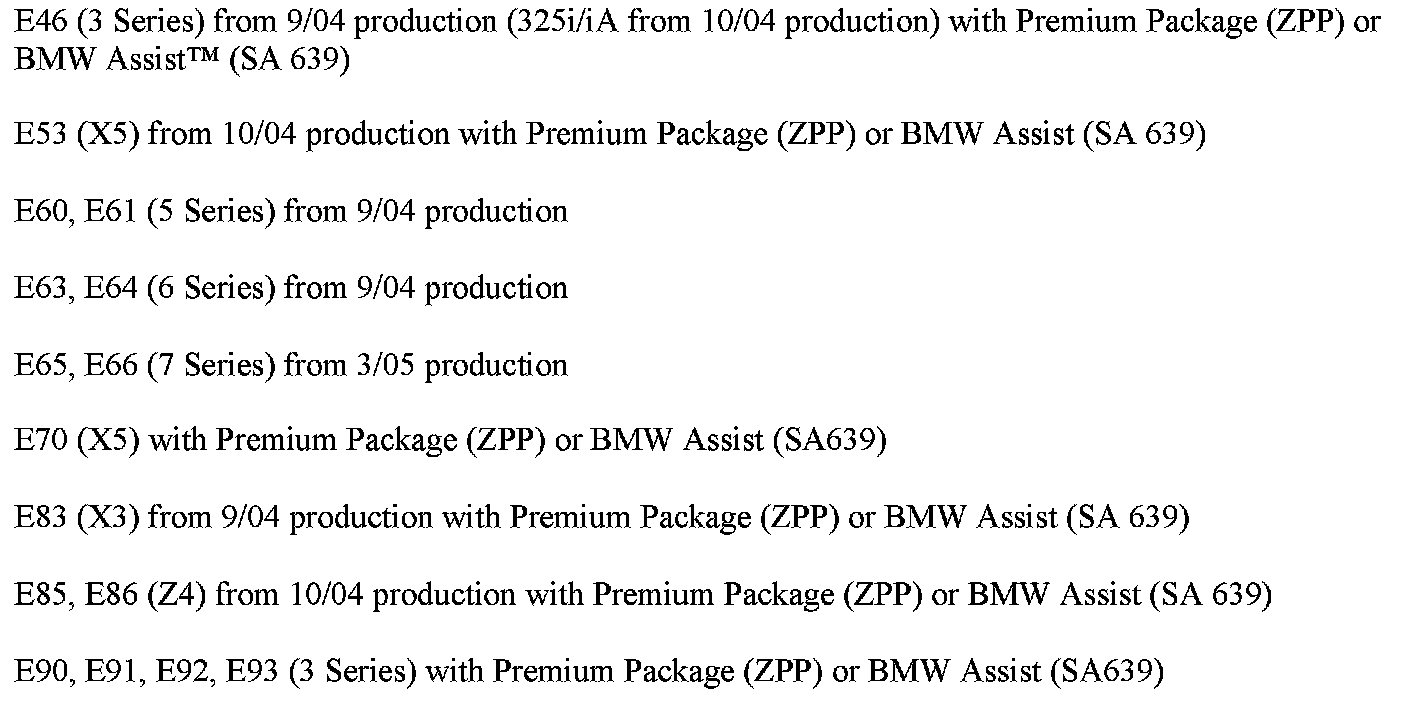 E46 (3 Series) from 9/04 production (325i/iA from 10/04 production) with Premium Package (ZPP) or
BMW Assist™ (SA 639)
E53 (X5) from 10/04 production with Premium Package (ZPP) or BMW Assist (SA 639)
E60, E61 (5 Series) from 9/04 production
E63, E64 (6 Series) from 9/04 production
E65, E66 (7 Series) from 3/05 production
E70 (X5) with Premium Package (ZPP) or BMW Assist (SA639)
E83 (X3) from 9/04 production with Premium Package (ZPP) or BMW Assist (SA 639)
E85, E86 (Z4) from 10/04 production with Premium Package (ZPP) or BMW Assist (SA 639)
E90, E91, E92, E93 (3 Series) with Premium Package (ZPP) or BMW Assist (SA639)